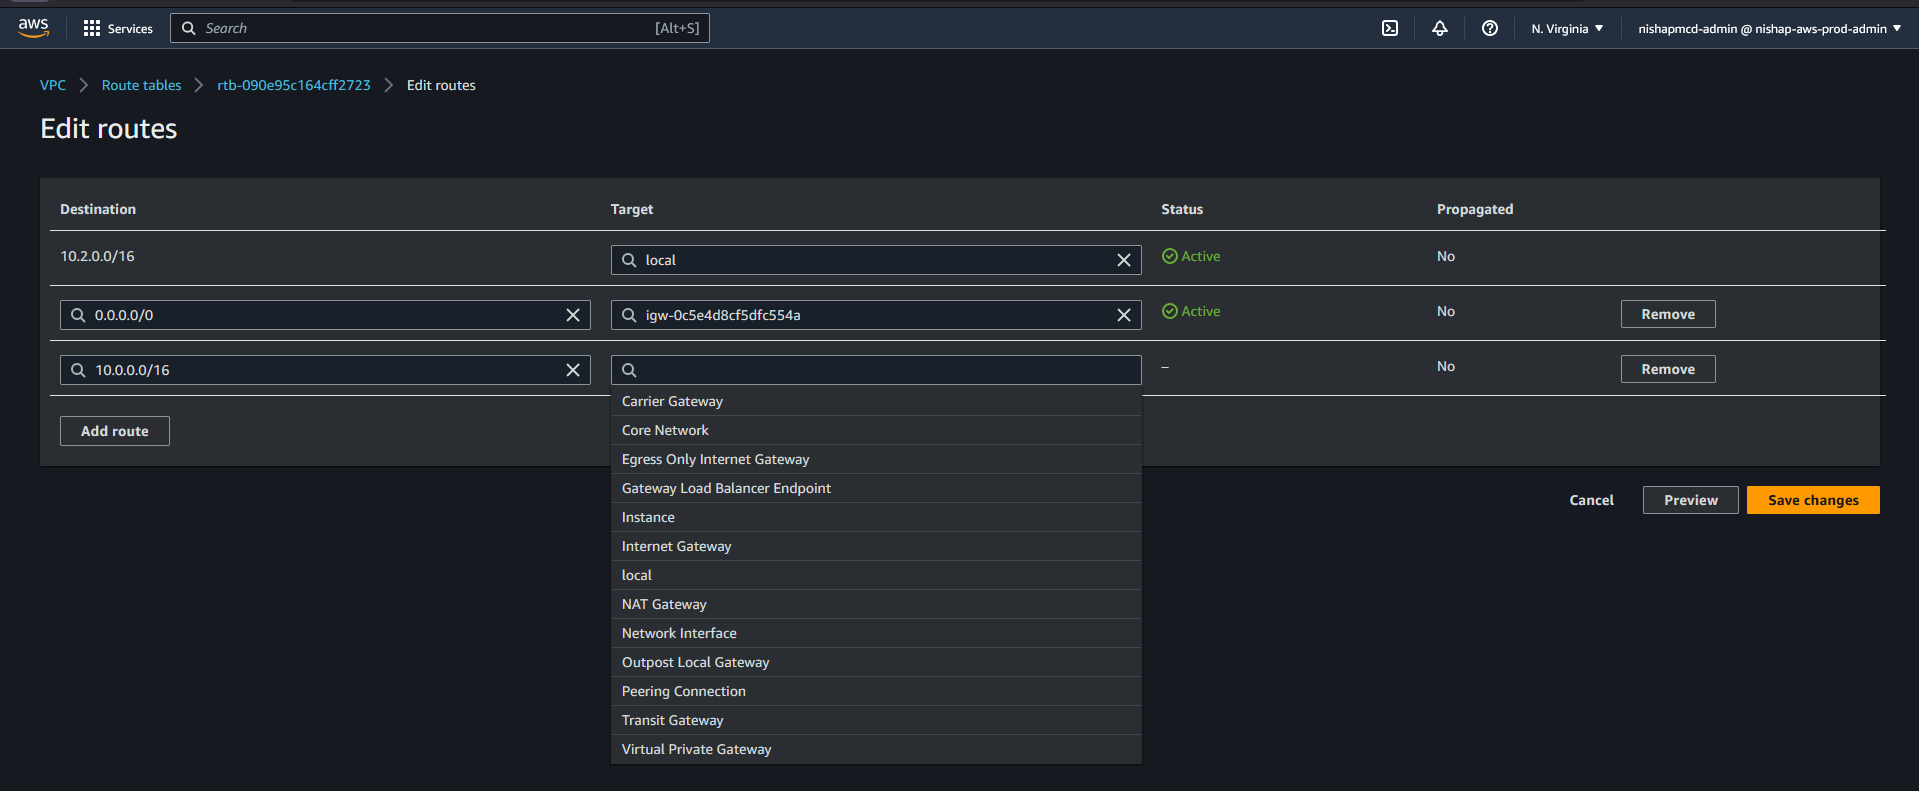 aws
Services
Search [Alt+S]
N. Virginia
nishapmcd-admin @ nishap-aws-prod-admin
VPC Route tables rtb-090e95c164cff2723 Edit routes
Edit routes
Destination Target Status Propagated
10.2.0.0/16 local Active No
0.0.0.0/0 igw-0c5e4d8cf5dfc554a Active No Remove
10.0.0.0/16 – No Remove
Carrier Gateway
Add route
Core Network
Egress Only Internet Gateway
Gateway Load Balancer Endpoint
Cancel Preview Save changes
Instance
Internet Gateway
local
NAT Gateway
Network Interface
Outpost Local Gateway
Peering Connection
Transit Gateway
Virtual Private Gateway